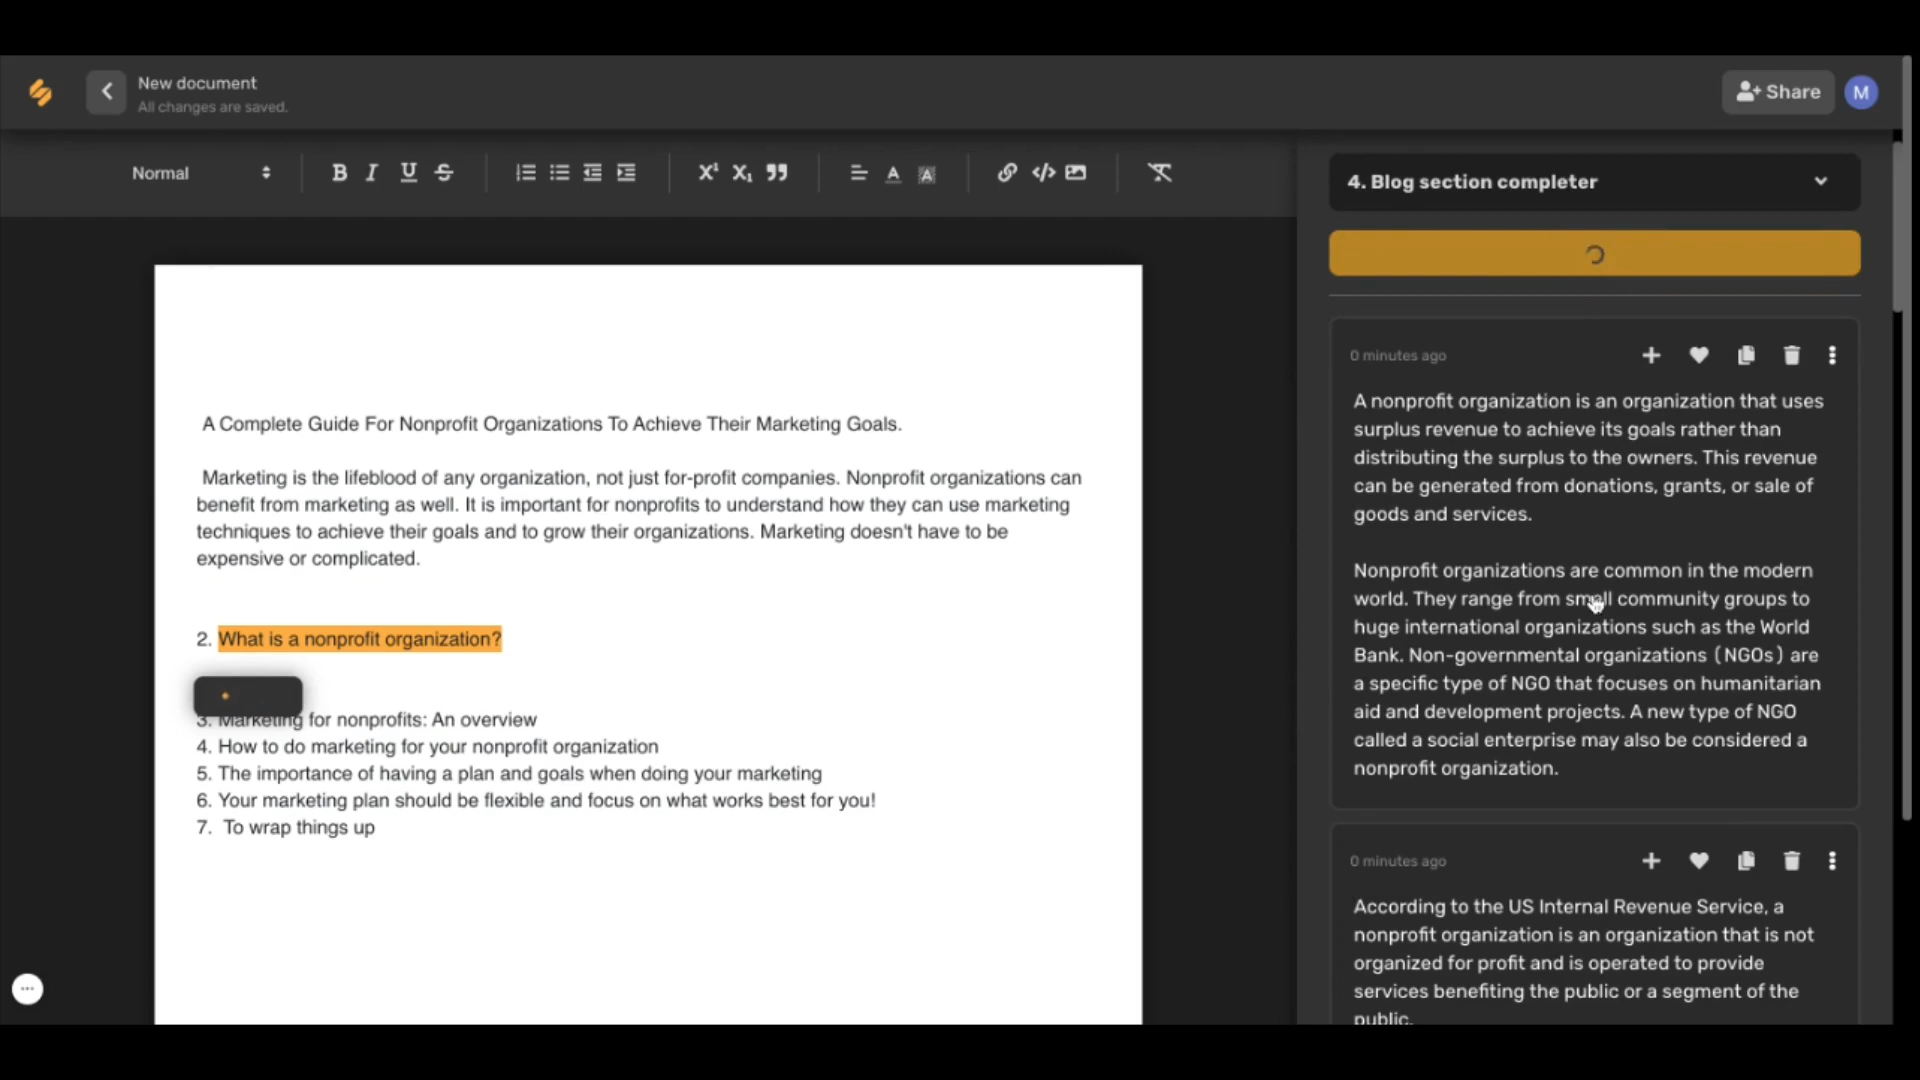 New document
All changes are saved.
Share
M
Normal
4. Blog section completer
A Complete Guide For Nonprofit Organizations To Achieve Their Marketing Goals.
Marketing is the lifeblood of any organization, not just for-profit companies. Nonprofit organizations can
benefit from marketing as well. It is important for nonprofits to understand how they can use marketing
techniques to achieve their goals and to grow their organizations. Marketing doesn't have to be
expensive or complicated.
2. What is a nonprofit organization?
3. Marketing for nonprofits: An overview
4. How to do marketing for your nonprofit organization
5. The importance of having a plan and goals when doing your marketing
6. Your marketing plan should be flexible and focus on what works best for you!
7. To wrap things up
0 minutes ago
A nonprofit organization is an organization that uses
surplus revenue to achieve its goals rather than
distributing the surplus to the owners. This revenue
can be generated from donations, grants, or sale of
goods and services.
Nonprofit organizations are common in the modern
world. They range from small community groups to
huge international organizations such as the World
Bank. Non-governmental organizations (NGOs) are
a specific type of NGO that focuses on humanitarian
aid and development projects. A new type of NGO
called a social enterprise may also be considered a
nonprofit organization.
0 minutes ago
According to the US Internal Revenue Service, a
nonprofit organization is an organization that is not
organized for profit and is operated to provide
services benefiting the public or a segment of the
public.